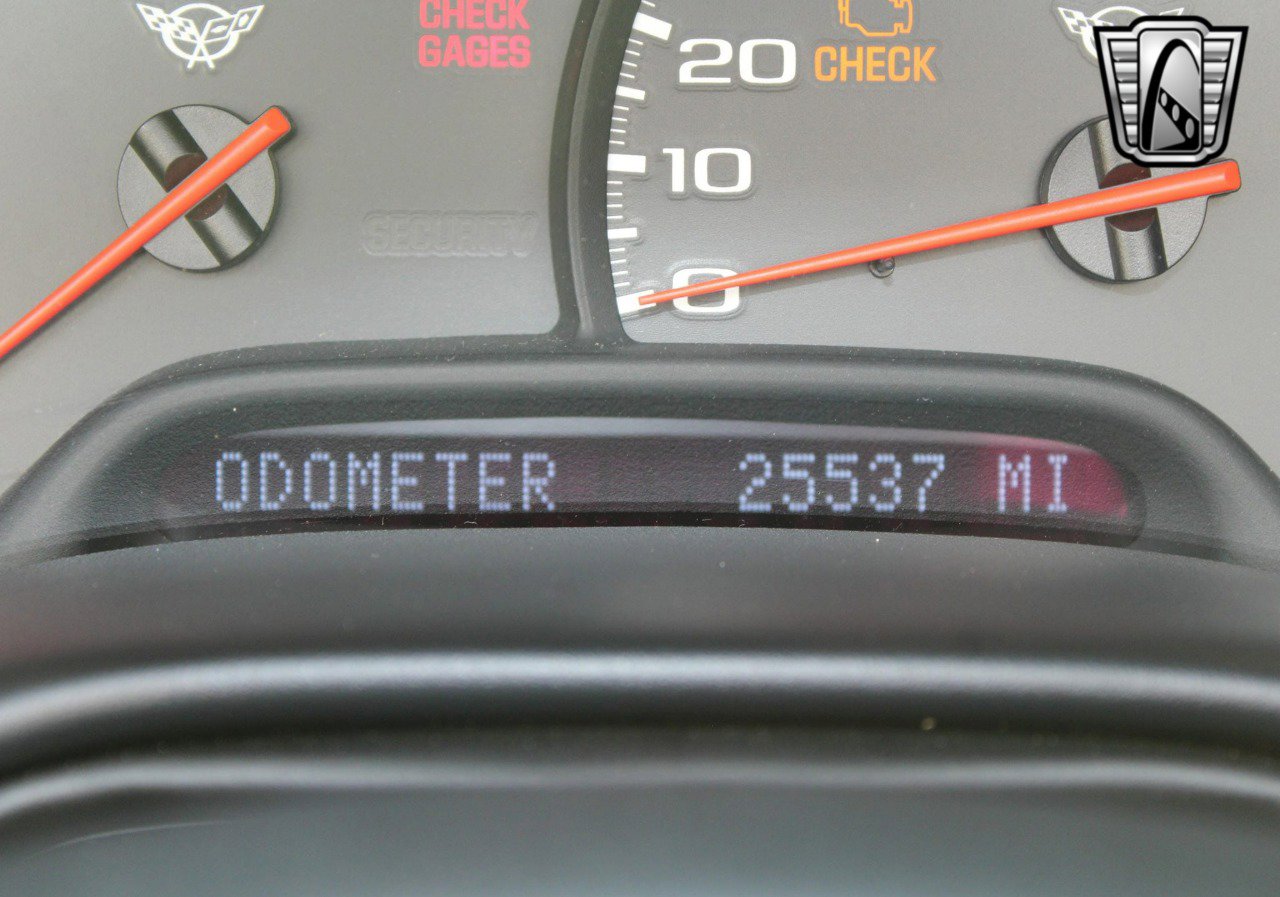 CHECK
GAGES
20
CHECK
10
SECURITY
0
ODOMETER 25537 MI